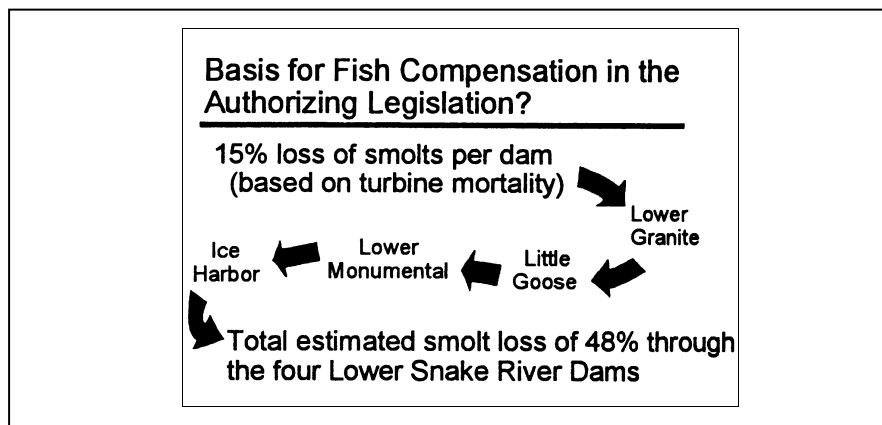 Basis for Fish Compensation in the
Authorizing Legislation?
15% loss of smolts per dam
(based on turbine mortality)
Lower
Granite
Little
Goose
Lower
Monumental
Ice
Harbor
Total estimated smolt loss of 48% through
the four Lower Snake River Dams